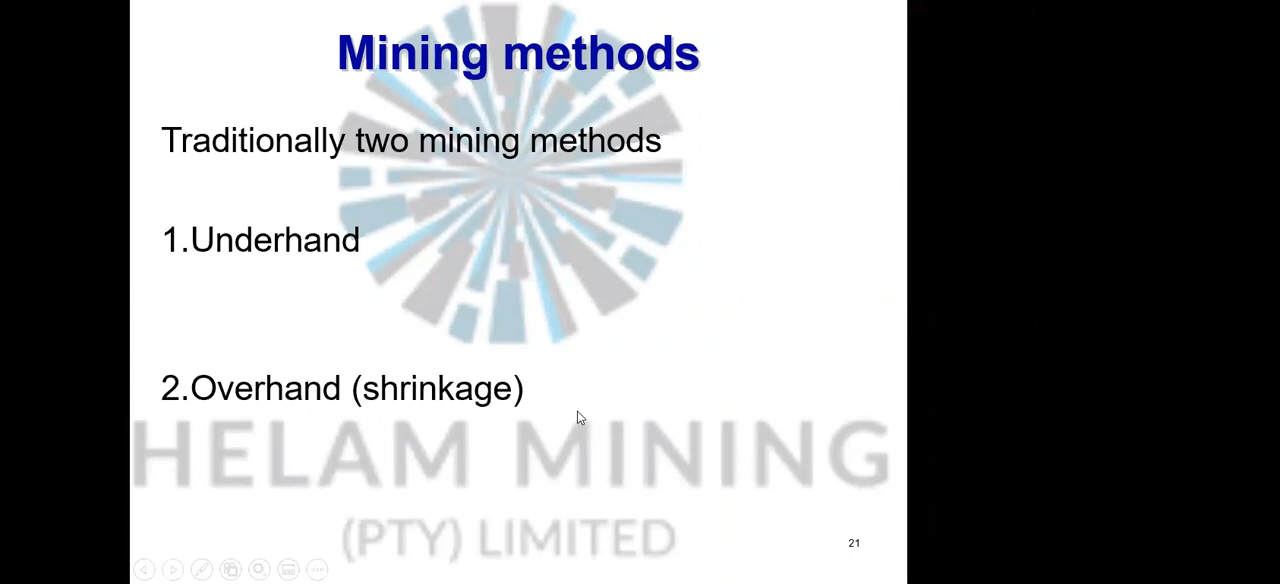 Mining methods
Traditionally two mining methods
1.Underhand
2.Overhand (shrinkage)
HELAM MINING
(PTY) LIMITED
21